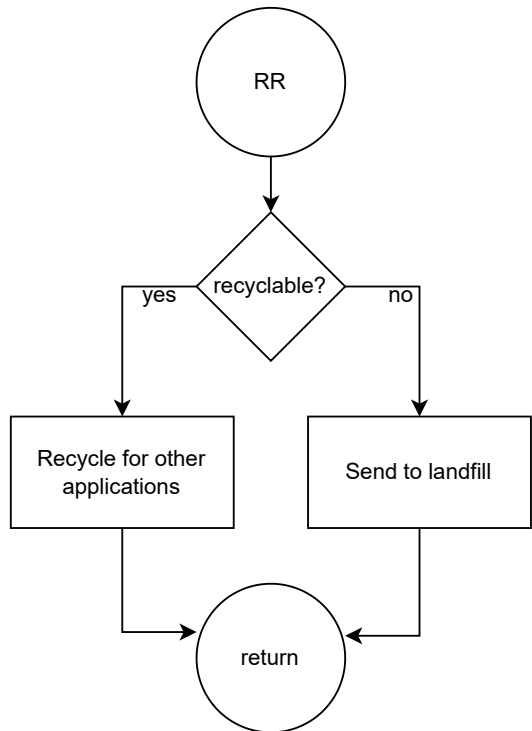 RR
recyclable?
yes
no
Recycle for other
applications
Send to landfill
return